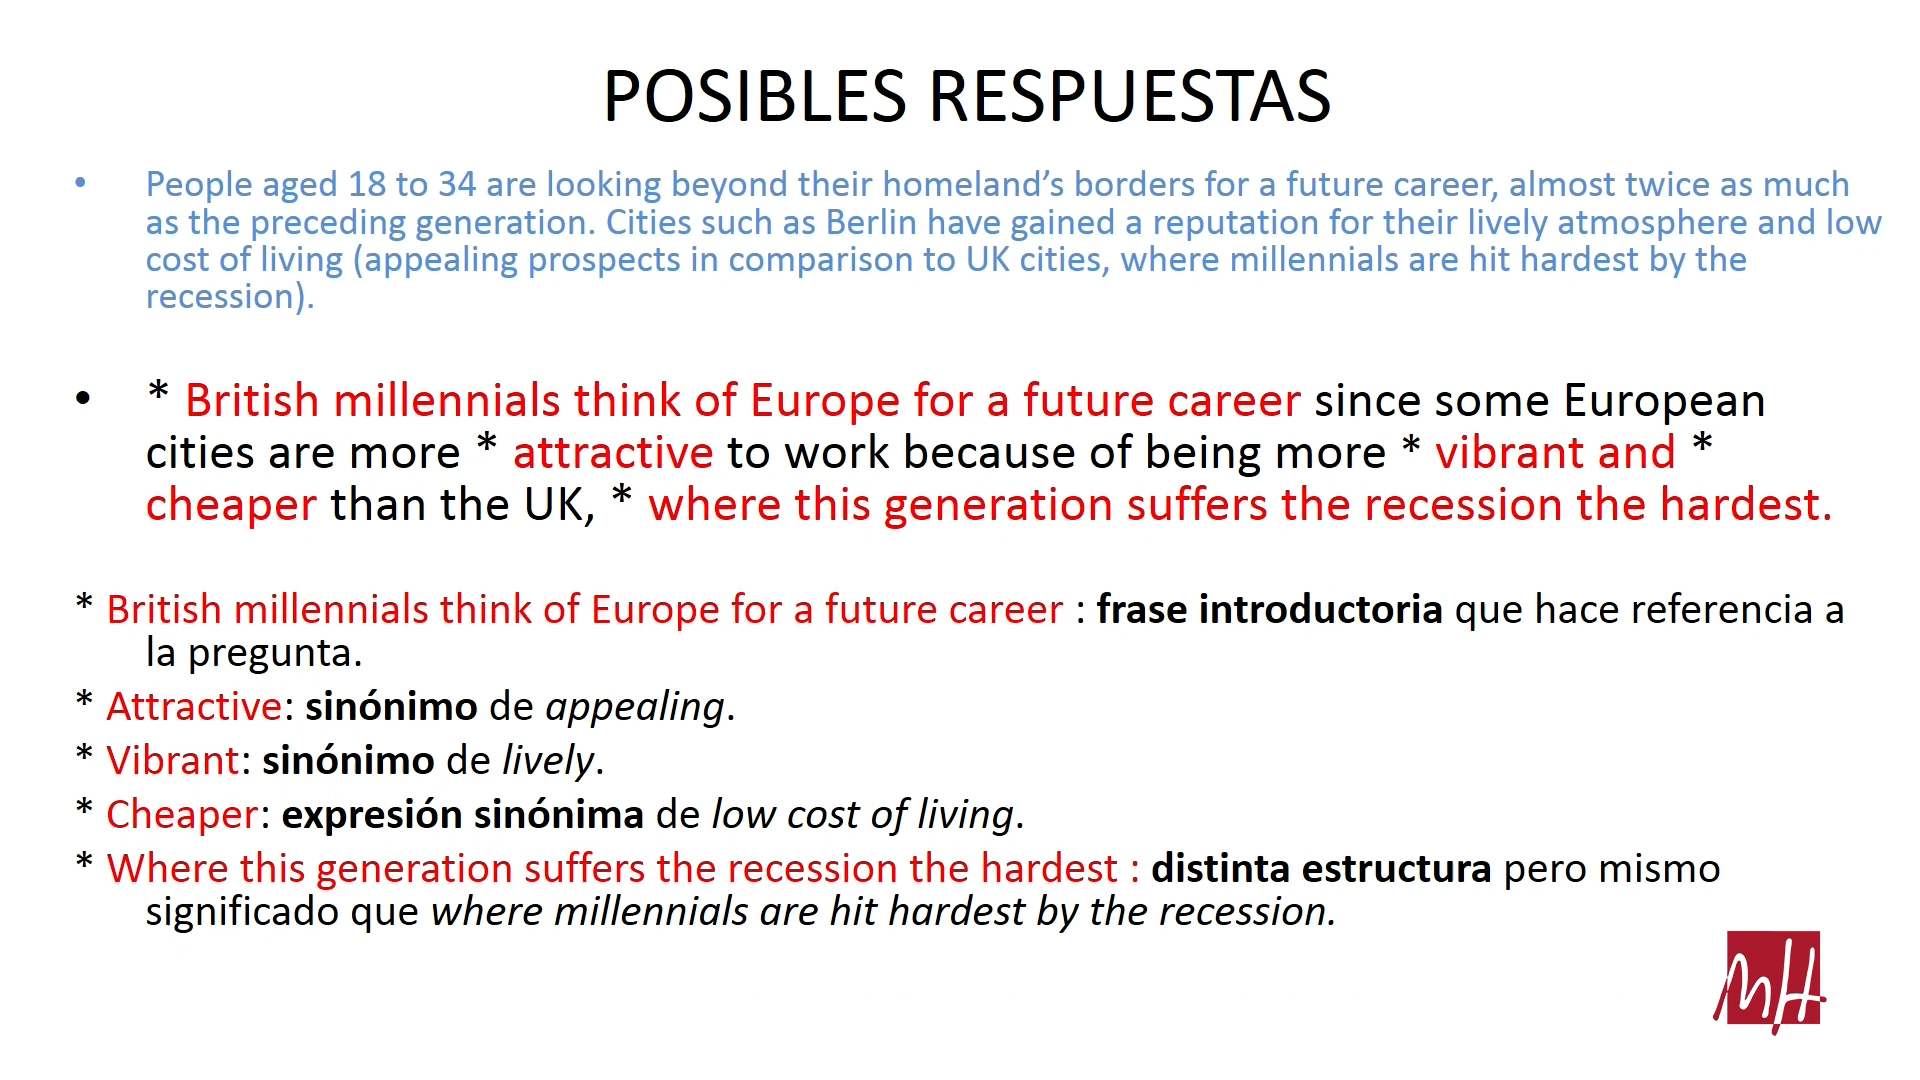 POSIBLES RESPUESTAS
• People aged 18 to 34 are looking beyond their homeland’s borders for a future career, almost twice as much
as the preceding generation. Cities such as Berlin have gained a reputation for their lively atmosphere and low
cost of living (appealing prospects in comparison to UK cities, where millennials are hit hardest by the
recession).
• * British millennials think of Europe for a future career since some European
cities are more * attractive to work because of being more * vibrant and *
cheaper than the UK, * where this generation suffers the recession the hardest.
* British millennials think of Europe for a future career : frase introductoria que hace referencia a
la pregunta.
* Attractive: sinónimo de appealing.
* Vibrant: sinónimo de lively.
* Cheaper: expresión sinónima de low cost of living.
* Where this generation suffers the recession the hardest : distinta estructura pero mismo
significado que where millennials are hit hardest by the recession.
MH